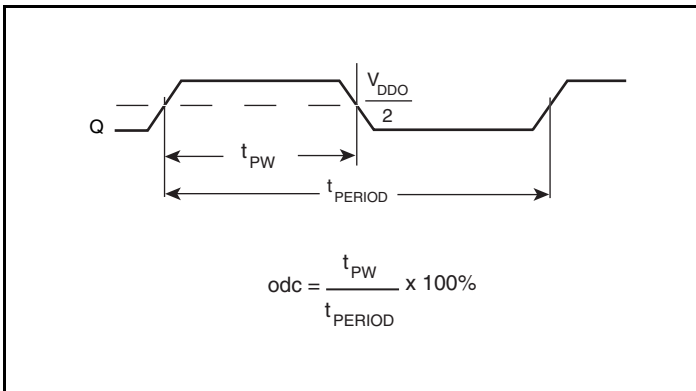 V_DDO
2
Q
t_PW
t_PERIOD
odc = t_PW / t_PERIOD x 100%